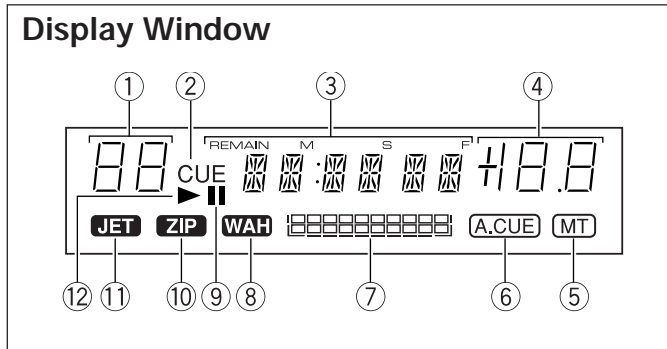 Display Window
① ② ③ ④
REMAIN M S F
88 CUE 88:88 88 +18.8
JET ZIP WAH A.CUE MT
⑫ ⑪ ⑩ ⑨ ⑧ ⑦ ⑥ ⑤